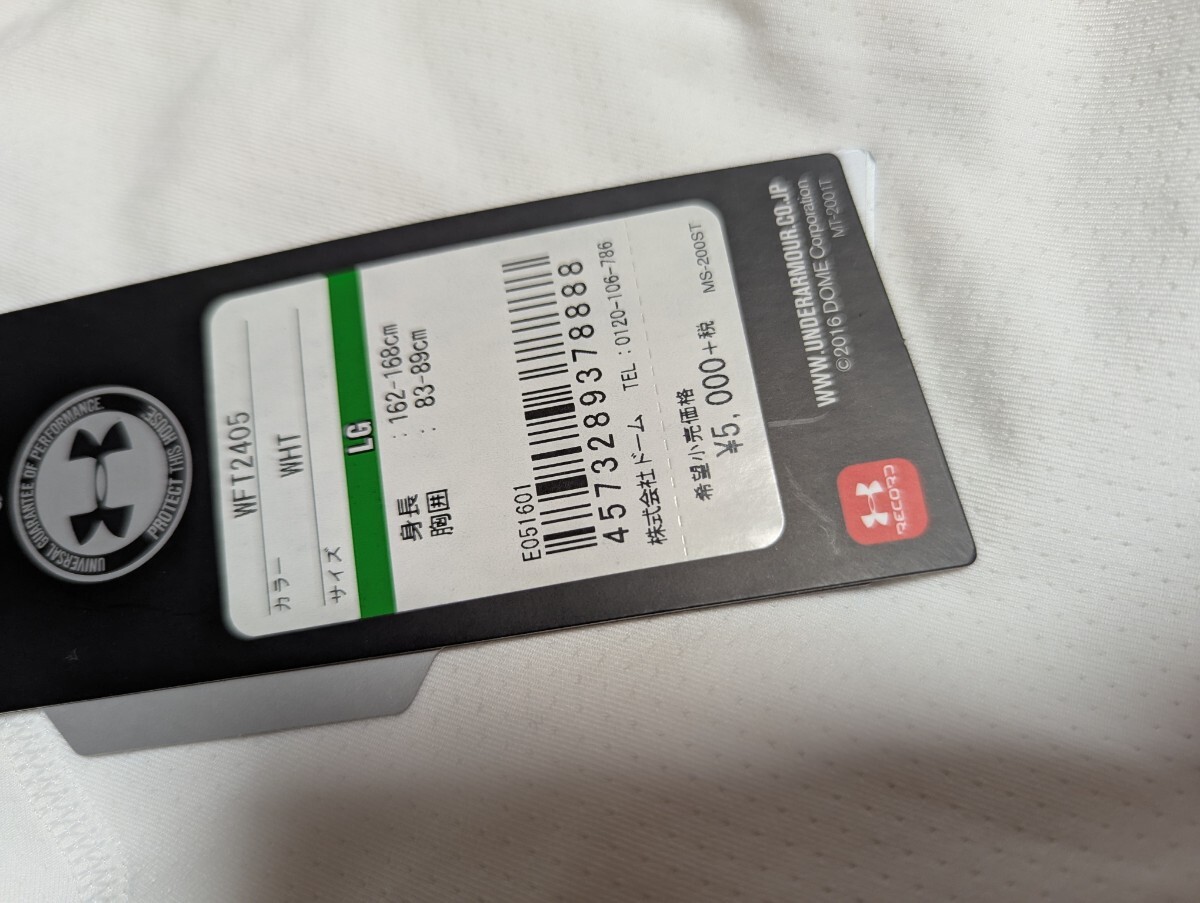 UNIVERSAL GUARANTEE OF PERFORMANCE
PROTECT THIS HOUSE
WFT2405
カラー WHT
サイズ
LG
身長 : 162-168cm
胸囲 : 83-89cm
E051601
4573289378888
株式会社ドーム TEL:0120-106-786
希望小売価格
¥5,000+税 MS-200ST
WWW.UNDERARMOUR.CO.JP
©2016 DOME Corporation
MT-2001T
RECORD